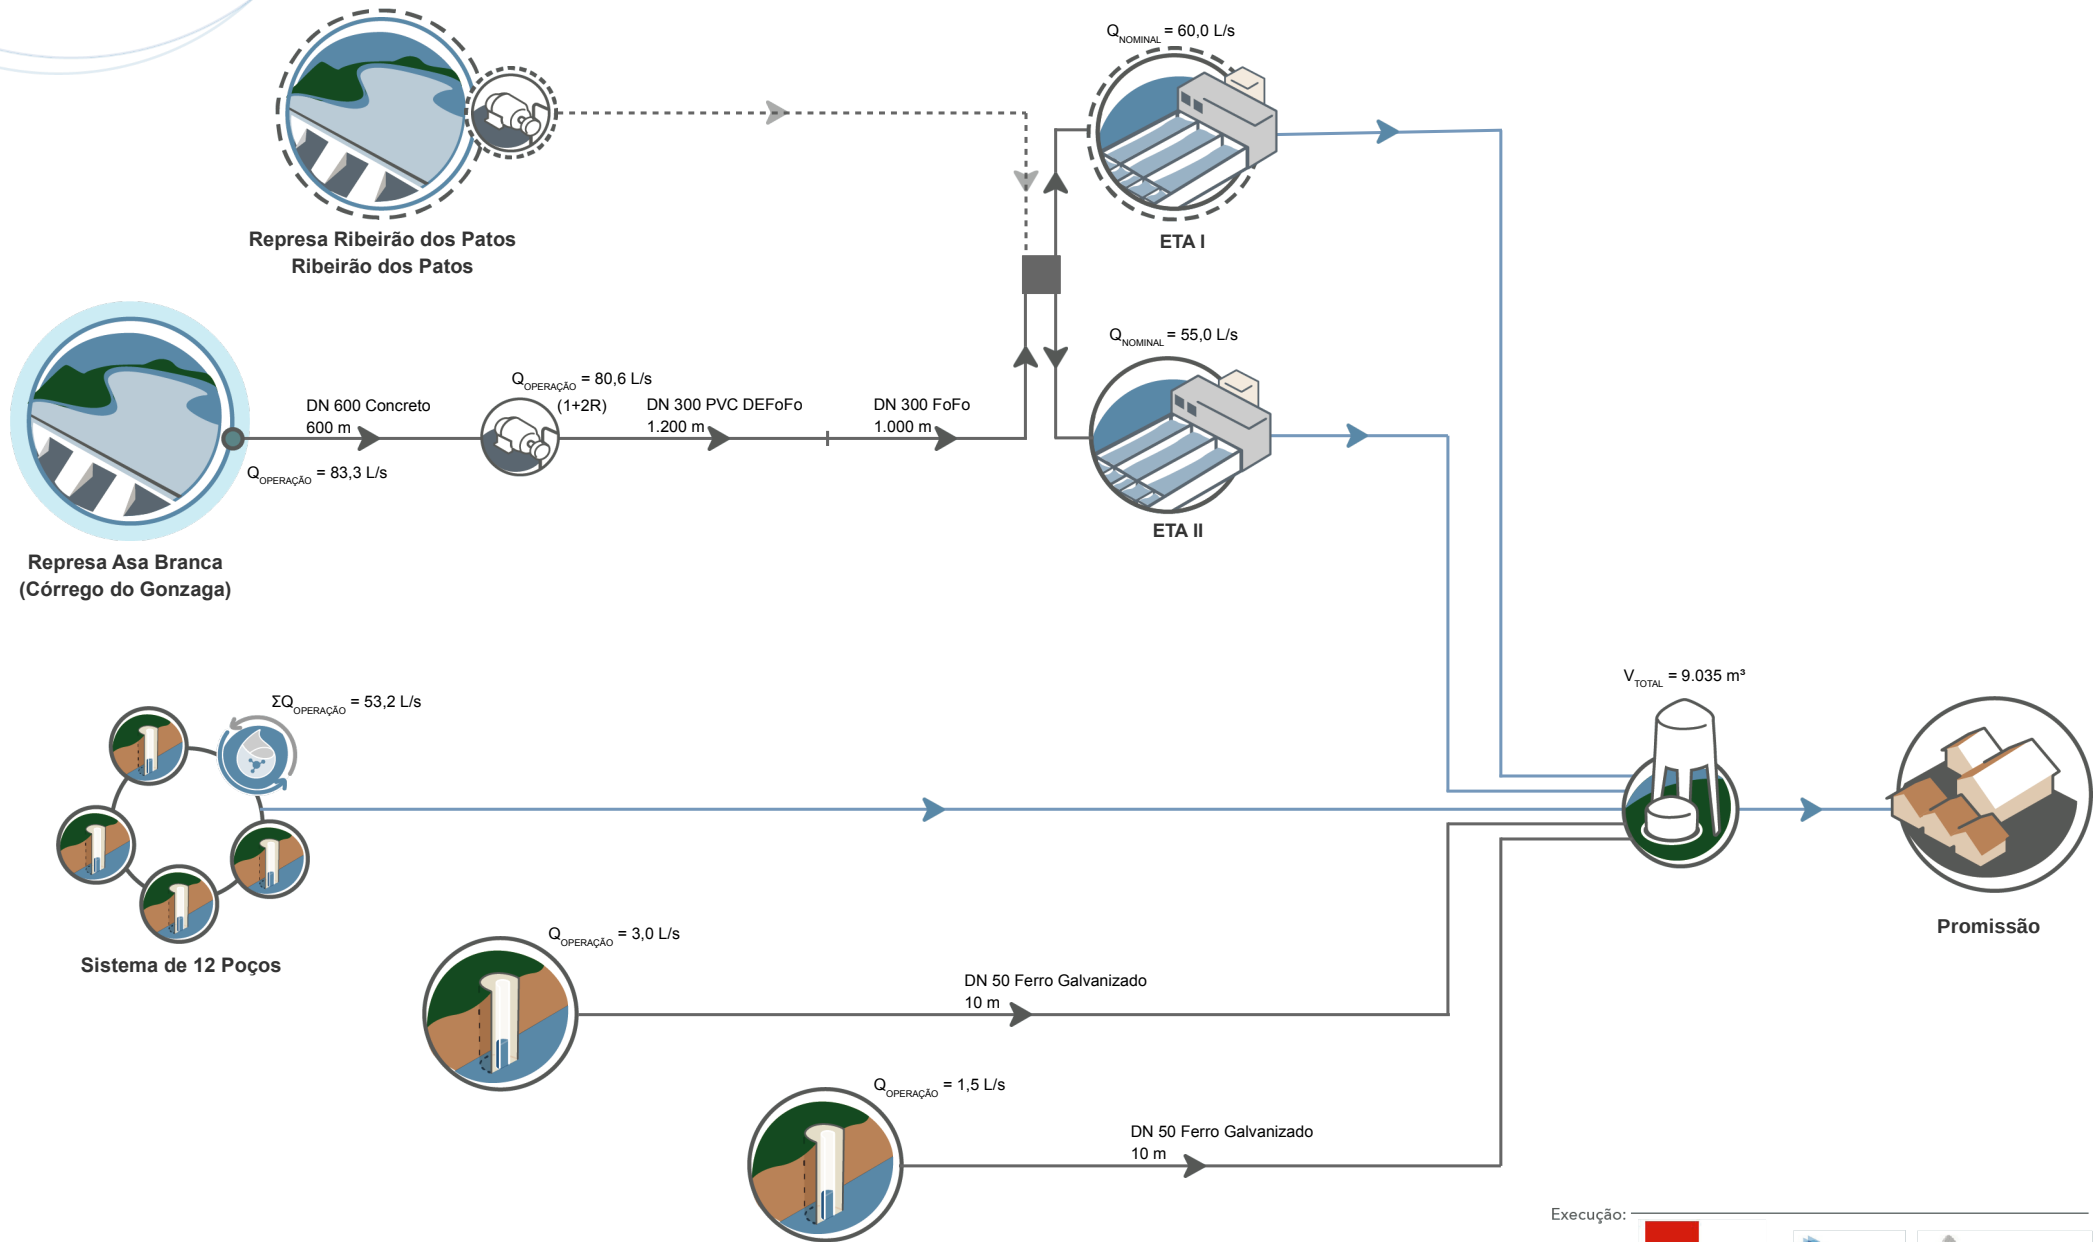 Q NOMINAL = 60,0 L/s
ETA I
Represa Ribeirão dos Patos
Ribeirão dos Patos
Q NOMINAL = 55,0 L/s
ETA II
DN 600 Concreto
600 m
Q OPERAÇÃO = 80,6 L/s
(1+2R)
DN 300 PVC DEFoFo
1.200 m
DN 300 FoFo
1.000 m
Q OPERAÇÃO = 83,3 L/s
Represa Asa Branca
(Córrego do Gonzaga)
ΣQ OPERAÇÃO = 53,2 L/s
Sistema de 12 Poços
V TOTAL = 9.035 m³
Promissão
Q OPERAÇÃO = 3,0 L/s
DN 50 Ferro Galvanizado
10 m
Q OPERAÇÃO = 1,5 L/s
DN 50 Ferro Galvanizado
10 m
Execução: